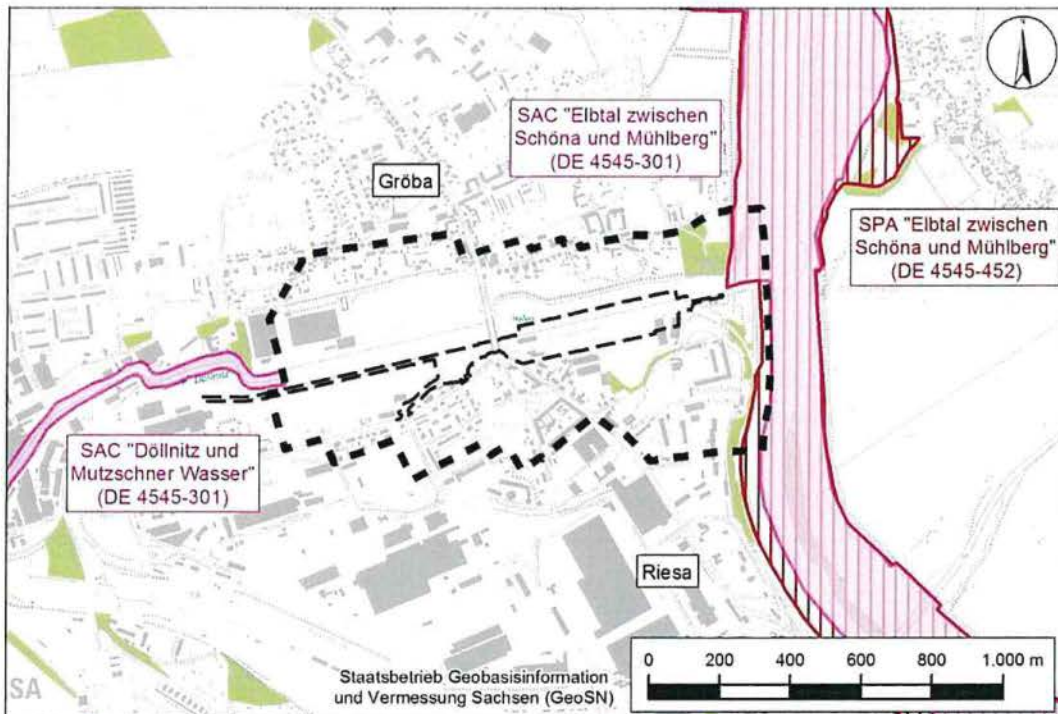 SAC "Elbtal zwischen
Schöna und Mühlberg"
(DE 4545-301)
Gröba
SPA "Elbtal zwischen
Schöna und Mühlberg"
(DE 4545-452)
SAC "Döllnitz und
Mutzschner Wasser"
(DE 4545-301)
Riesa
0 200 400 600 800 1.000 m
Staatsbetrieb Geobasisinformation
und Vermessung Sachsen (GeoSN)
SA